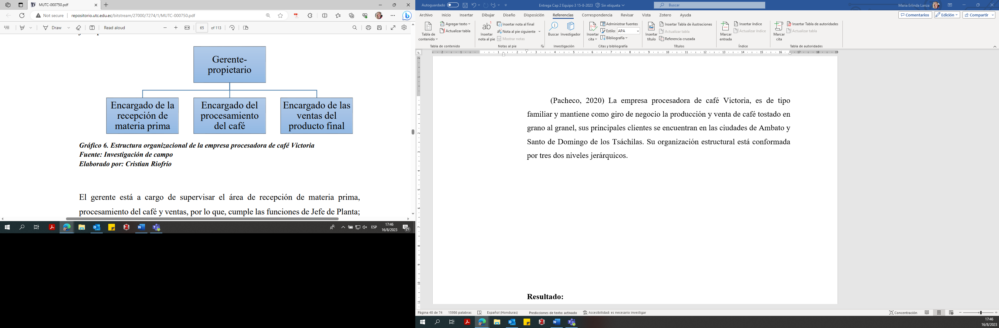 MUTC-000750.pdf
Not secure
repositorio.utc.edu.ec/bitstream/27000/7274/1/MUTC-000750.pdf
Draw
Read aloud
65
of 113
Gerente-
propietario
Encargado de la
recepción de
materia prima
Encargado del
procesamiento
del café
Encargado de las
ventas del
producto final
Gráfico 6. Estructura organizacional de la empresa procesadora de café Victoria
Fuente: Investigación de campo
Elaborado por: Cristian Riofrío
El gerente está a cargo de supervisar el área de recepción de materia prima,
procesamiento del café y ventas, por lo que, cumple las funciones de Jefe de Planta;
ESP
17:46
16/8/2023
21
Autoguardado
Entrega Cap 2 Equipo 3 15-8-2023
Sin etiqueta
Buscar
Maria Erlinda Lanza
Archivo Inicio Insertar Dibujar Diseño Disposición Referencias Correspondencia Revisar Vista Zotero Ayuda
Comentarios
Edición
Compartir
Tabla de
contenido
Agregar texto
Actualizar tabla
Tabla de contenido
ab
Insertar
nota al pie
Insertar nota al final
Nota al pie siguiente
Mostrar notas
Notas al pie
Buscar
Investigador
Investigación
Insertar
cita
Administrar fuentes
Estilo: APA
Bibliografía
Citas y bibliografía
Insertar
título
Insertar Tabla de ilustraciones
Actualizar tabla
Referencia cruzada
Títulos
Marcar
entrada
Insertar índice
Actualizar índice
Índice
Marcar
cita
Insertar Tabla de autoridades
Actualizar tabla
Tabla de autoridades
(Pacheco, 2020) La empresa procesadora de café Victoria, es de tipo
familiar y mantiene como giro de negocio la producción y venta de café tostado en
grano al granel, sus principales clientes se encuentran en las ciudades de Ambato y
Santo de Domingo de los Tsáchilas. Su organización estructural está conformada
por tres dos niveles jerárquicos.
Resultado:
Página 48 de 74
15986 palabras
Español (Honduras)
Predicciones de texto: activado
Accesibilidad: es necesario investigar
Concentración
17:46
16/8/2023